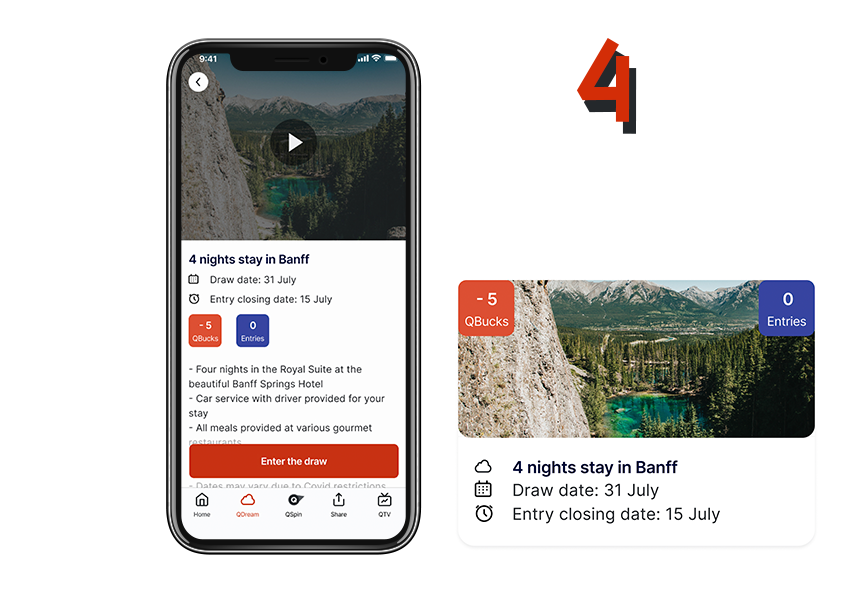 9:41
4 nights stay in Banff
Draw date: 31 July
Entry closing date: 15 July
- 5
QBucks
0
Entries
- Four nights in the Royal Suite at the
beautiful Banff Springs Hotel
- Car service with driver provided for your
stay
- All meals provided at various gourmet
restaurants
Enter the draw
- Dates may vary due to Covid restrictions
Home
QDream
QSpin
Share
QTV
4
- 5
QBucks
0
Entries
4 nights stay in Banff
Draw date: 31 July
Entry closing date: 15 July